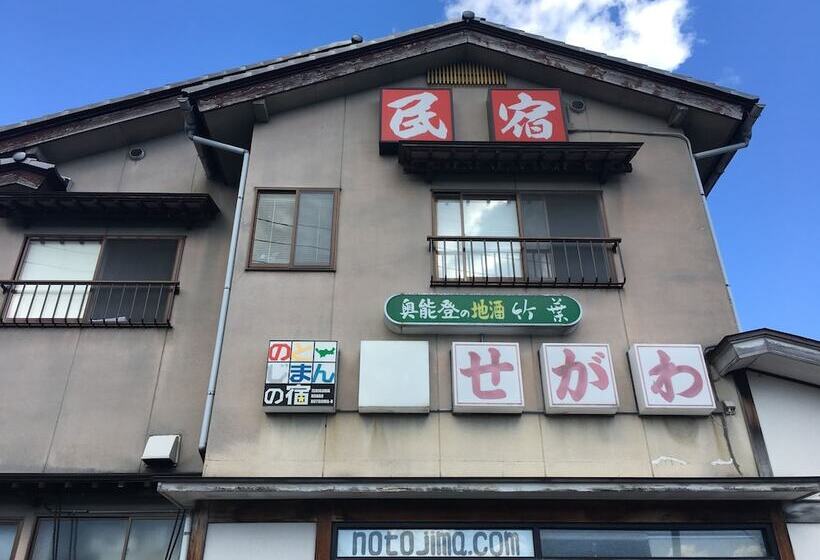 民宿
奥能登の地酒 竹葉
のと
じまん
の宿
せがわ
notojima.com